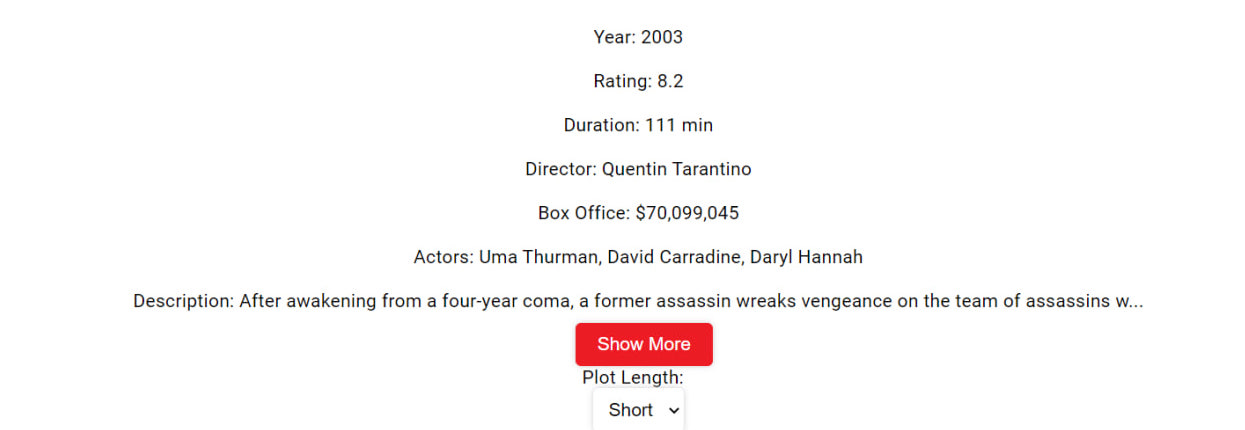 Year: 2003
Rating: 8.2
Duration: 111 min
Director: Quentin Tarantino
Box Office: $70,099,045
Actors: Uma Thurman, David Carradine, Daryl Hannah
Description: After awakening from a four-year coma, a former assassin wreaks vengeance on the team of assassins w...
Show More
Plot Length:
Short